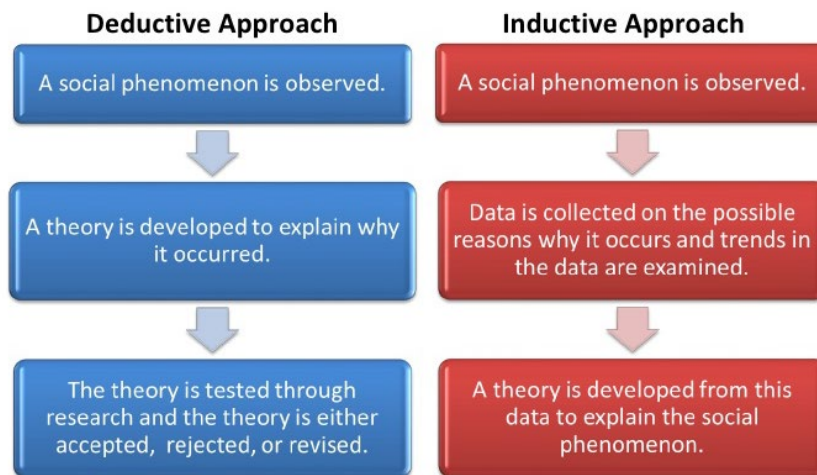 Deductive Approach
A social phenomenon is observed.
A theory is developed to explain why
it occurred.
The theory is tested through
research and the theory is either
accepted, rejected, or revised.
Inductive Approach
A social phenomenon is observed.
Data is collected on the possible
reasons why it occurs and trends in
the data are examined.
A theory is developed from this
data to explain the social
phenomenon.